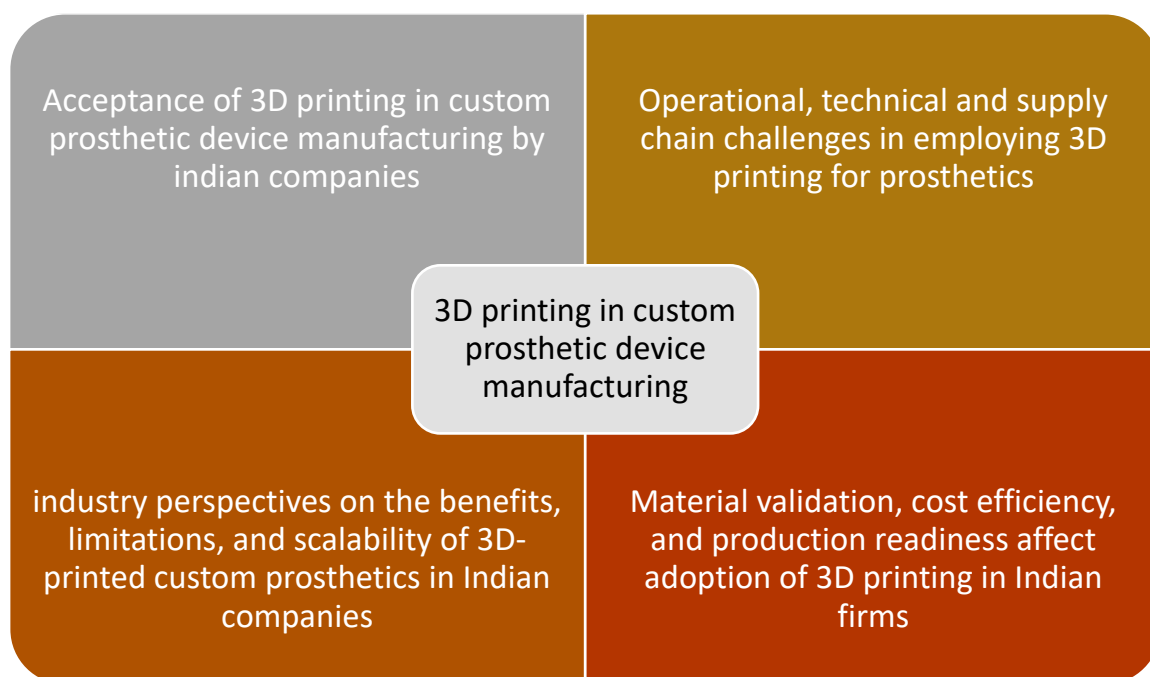 Acceptance of 3D printing in custom
prosthetic device manufacturing by
indian companies
Operational, technical and supply
chain challenges in employing 3D
printing for prosthetics
3D printing in custom
prosthetic device
manufacturing
industry perspectives on the benefits,
limitations, and scalability of 3D-
printed custom prosthetics in Indian
companies
Material validation, cost efficiency,
and production readiness affect
adoption of 3D printing in Indian
firms